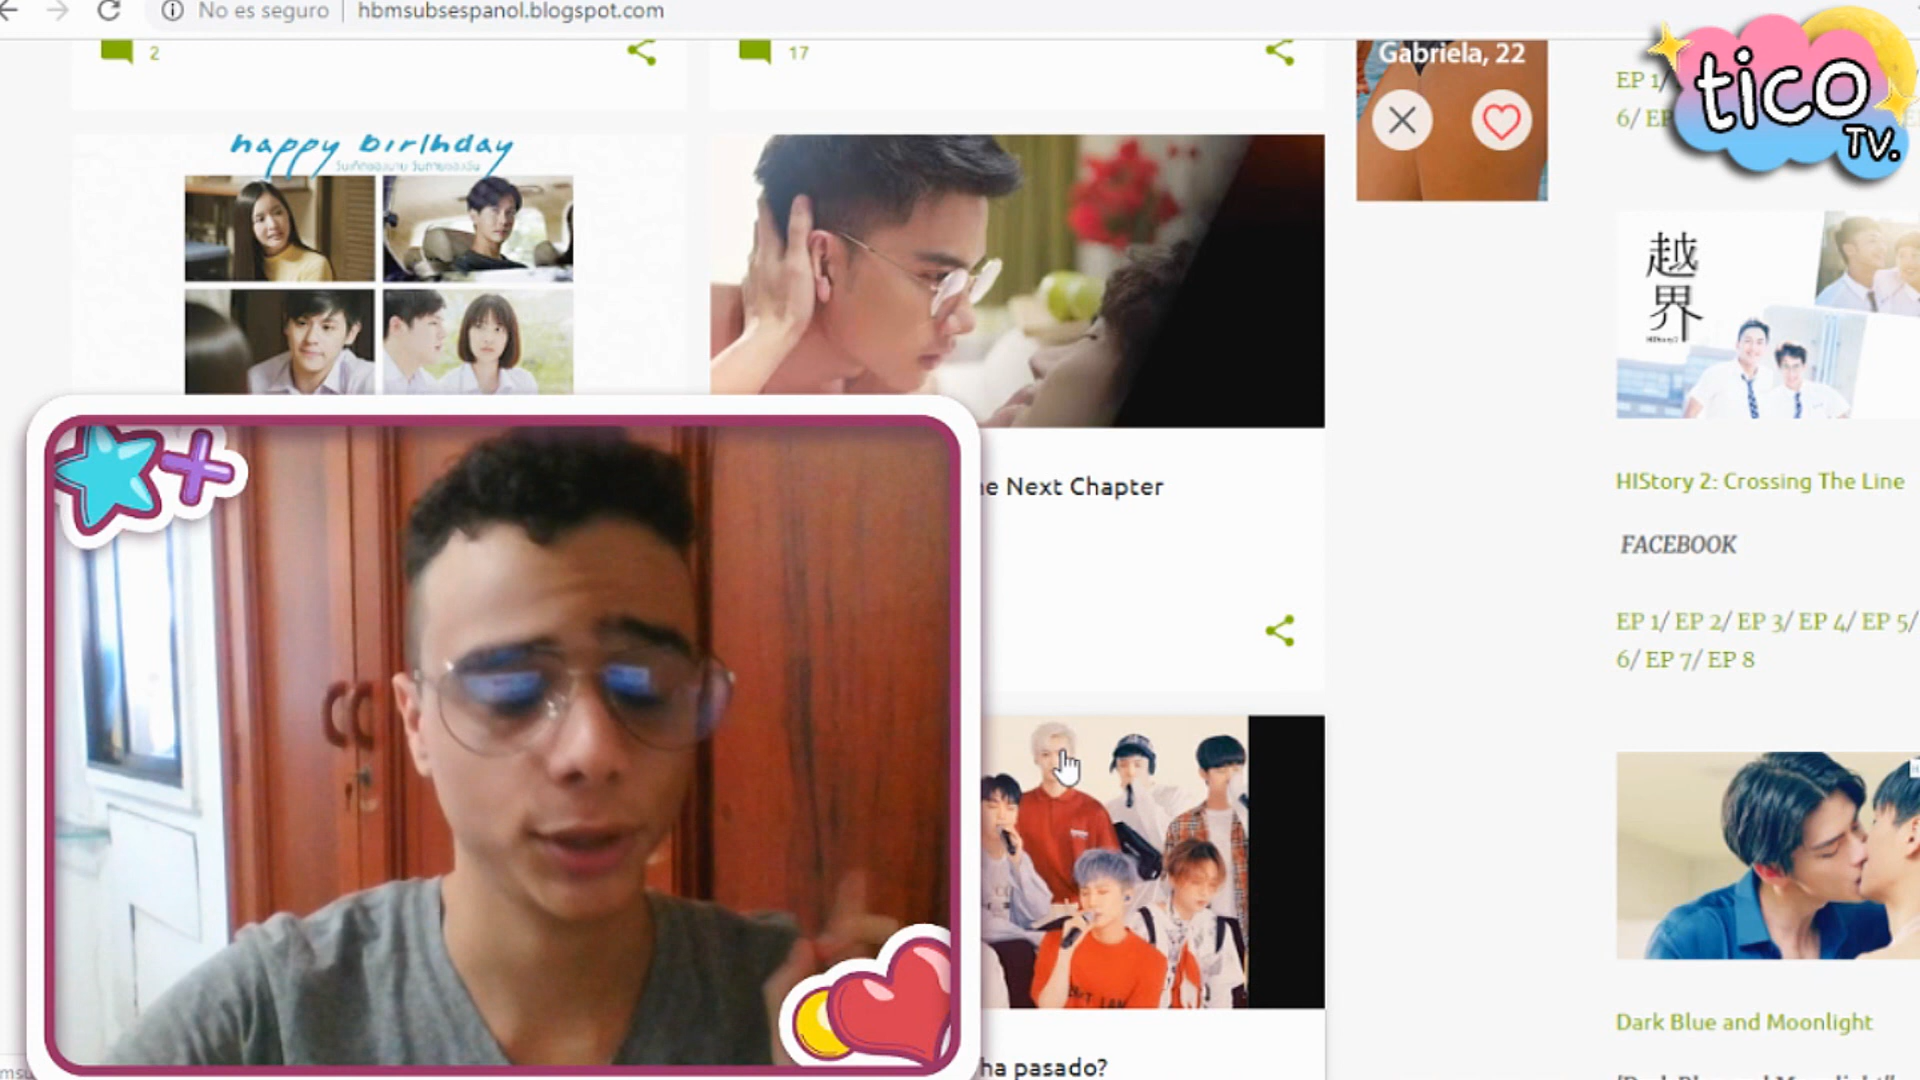 No es seguro
hbmsubsespanol.blogspot.com
2
17
Gabriela, 22
EP 1/
6/ EP
tico
TV.
happy birthday
越
界
ne Next Chapter
HIStory 2: Crossing The Line
FACEBOOK
EP 1/ EP 2/ EP 3/ EP 4/ EP 5/
6/ EP 7/ EP 8
Dark Blue and Moonlight
ha pasado?